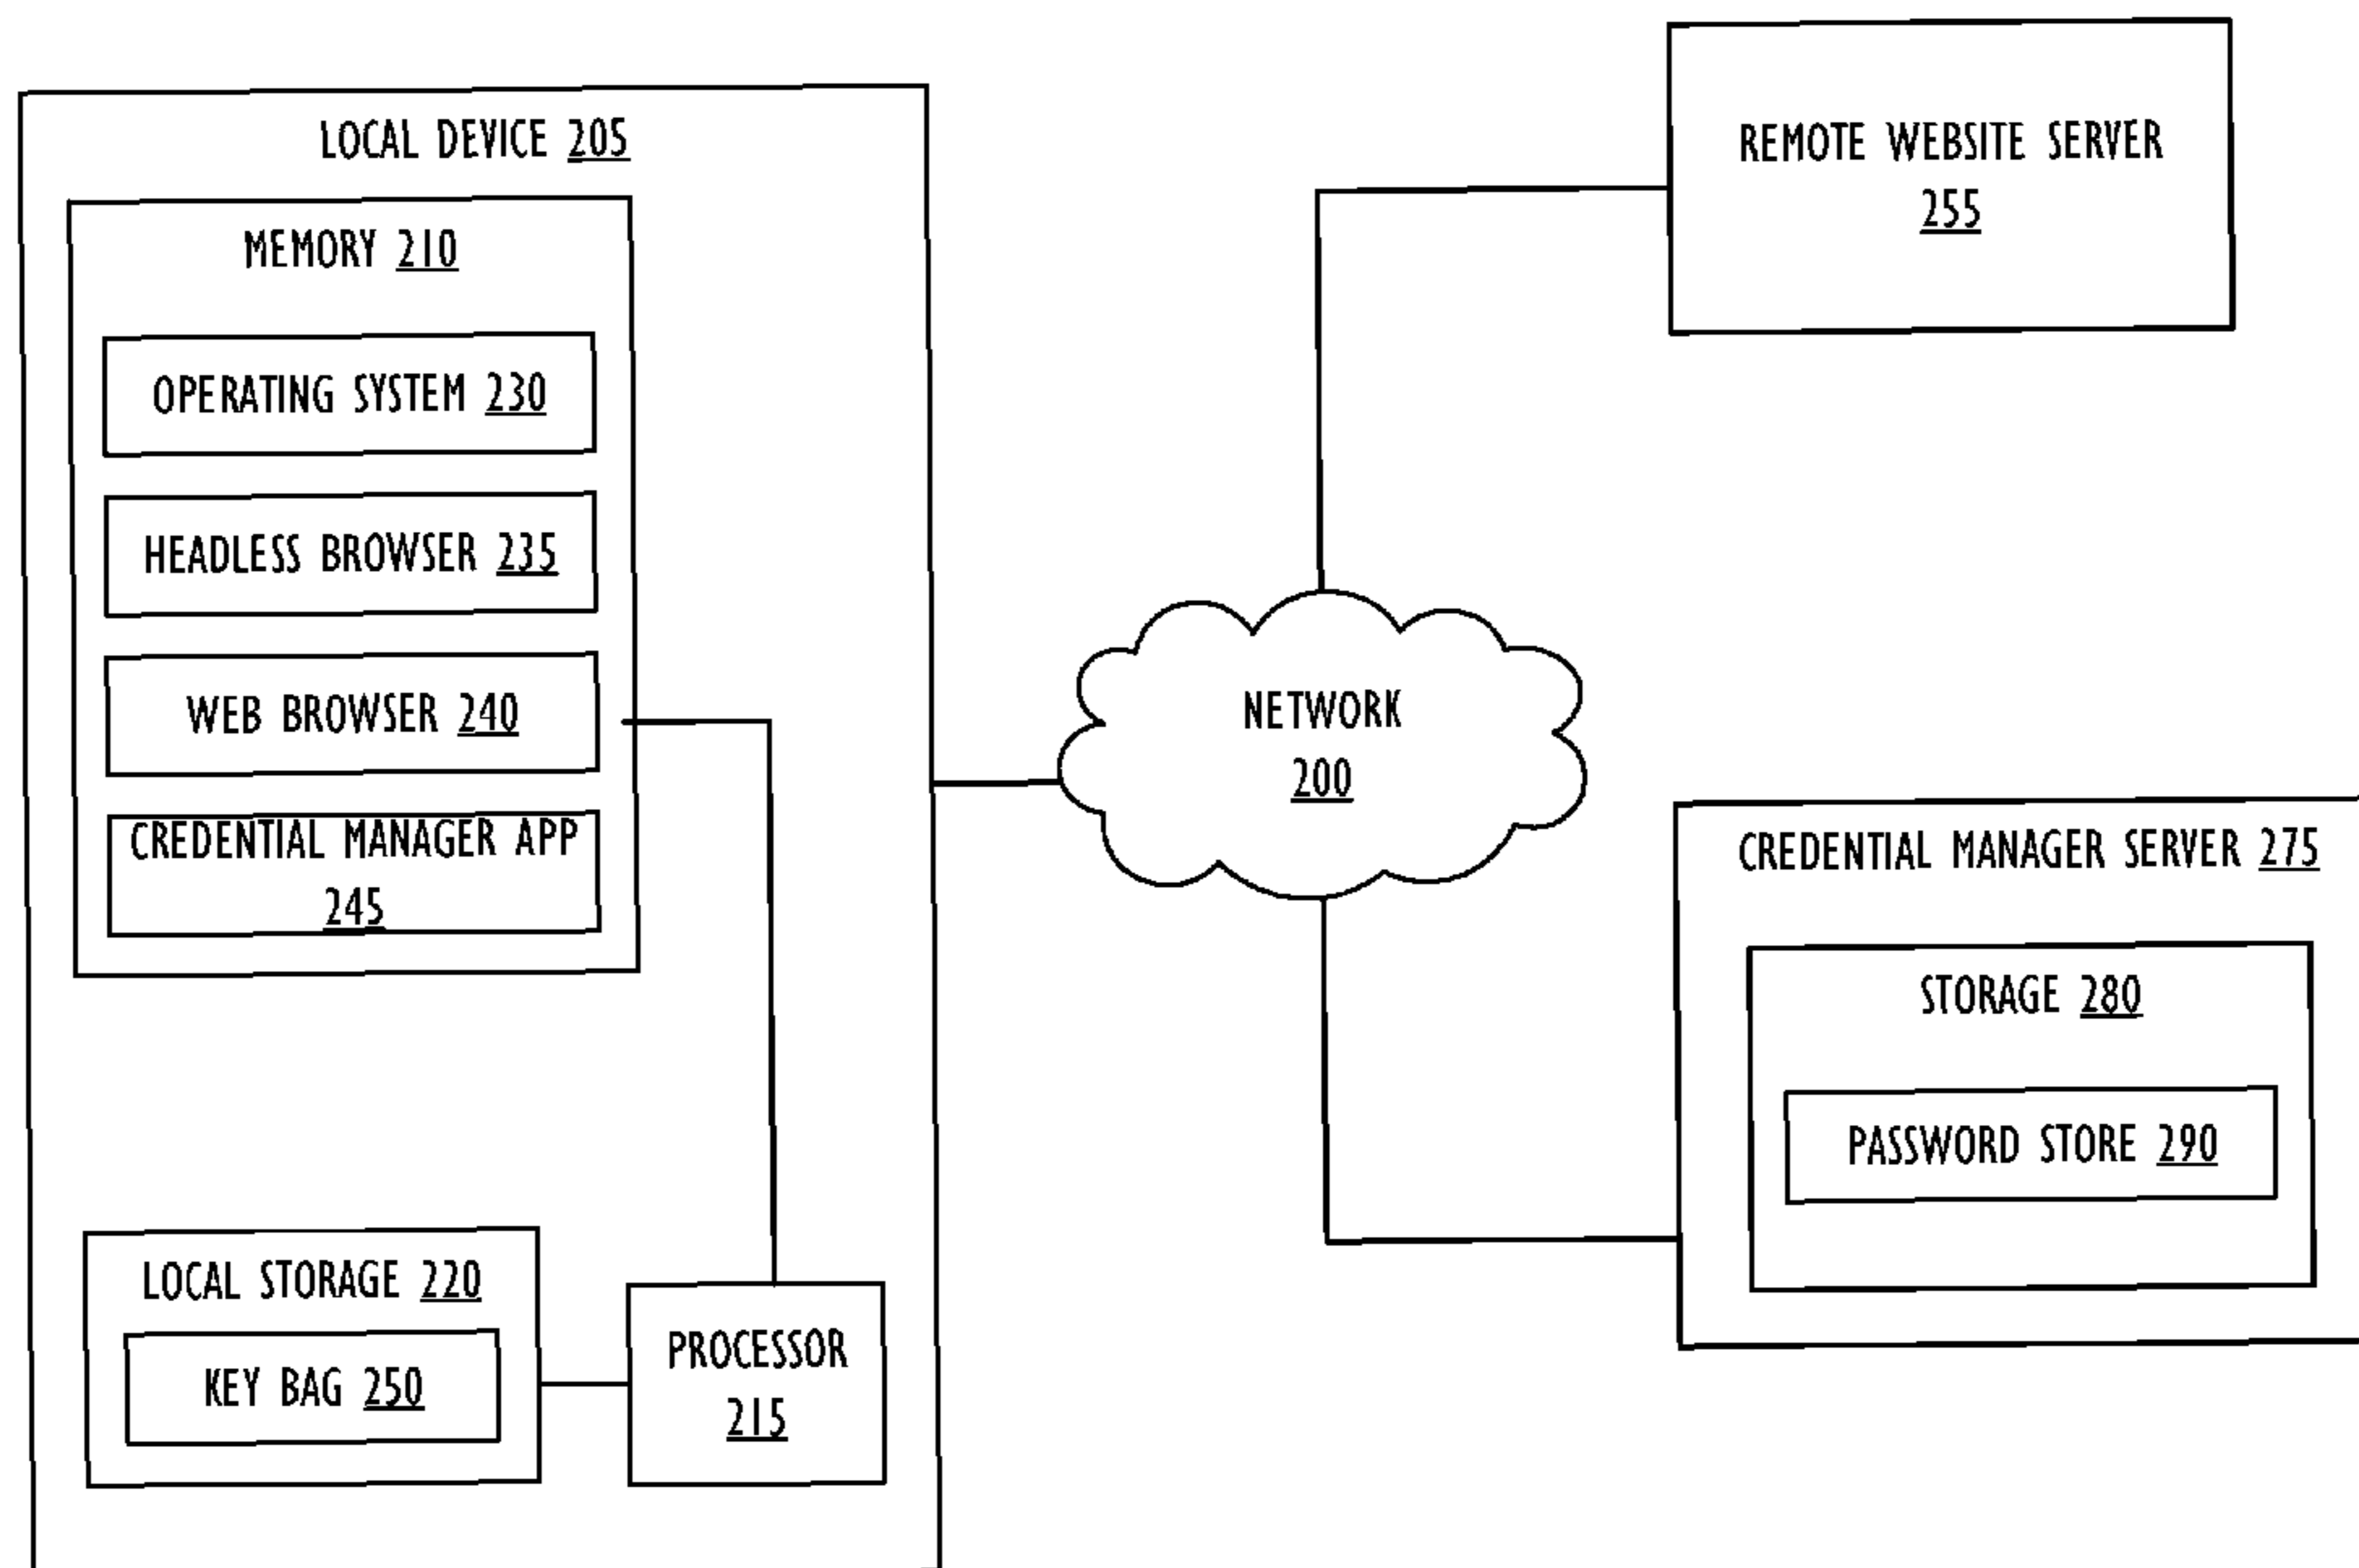 LOCAL DEVICE 205
MEMORY 210
OPERATING SYSTEM 230
HEADLESS BROWSER 235
WEB BROWSER 240
CREDENTIAL MANAGER APP
245
LOCAL STORAGE 220
KEY BAG 250
PROCESSOR
215
NETWORK
200
REMOTE WEBSITE SERVER
255
CREDENTIAL MANAGER SERVER 275
STORAGE 280
PASSWORD STORE 290